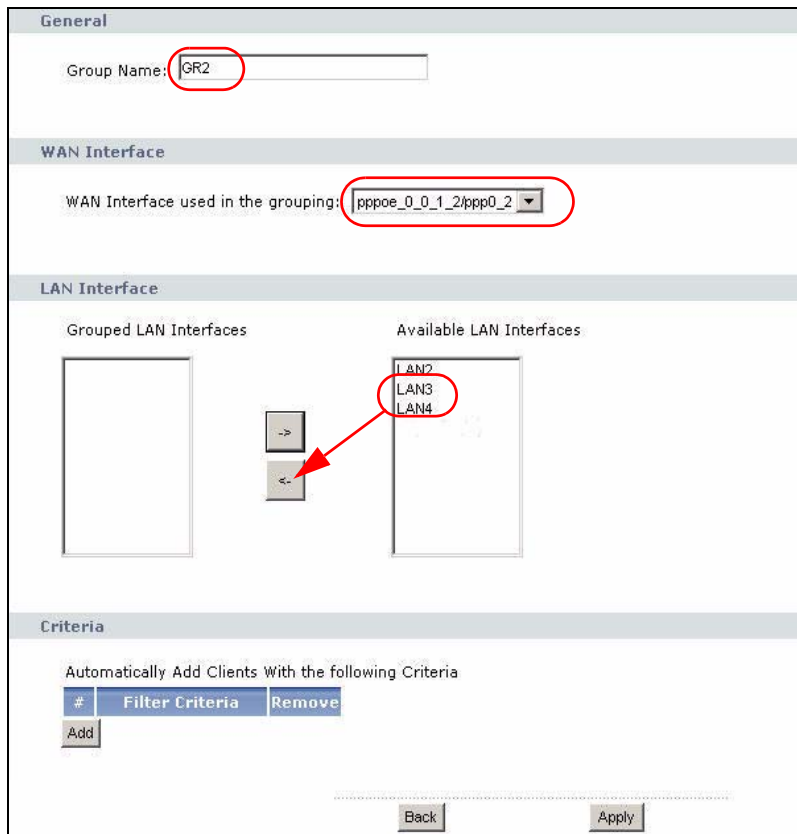 General
Group Name: GR2
WAN Interface
WAN Interface used in the grouping: pppoe_0_0_1_2/ppp0_2
LAN Interface
Grouped LAN Interfaces Available LAN Interfaces
LAN2
LAN3
LAN4
->
<-
Criteria
Automatically Add Clients With the following Criteria
# Filter Criteria Remove
Add
Back Apply